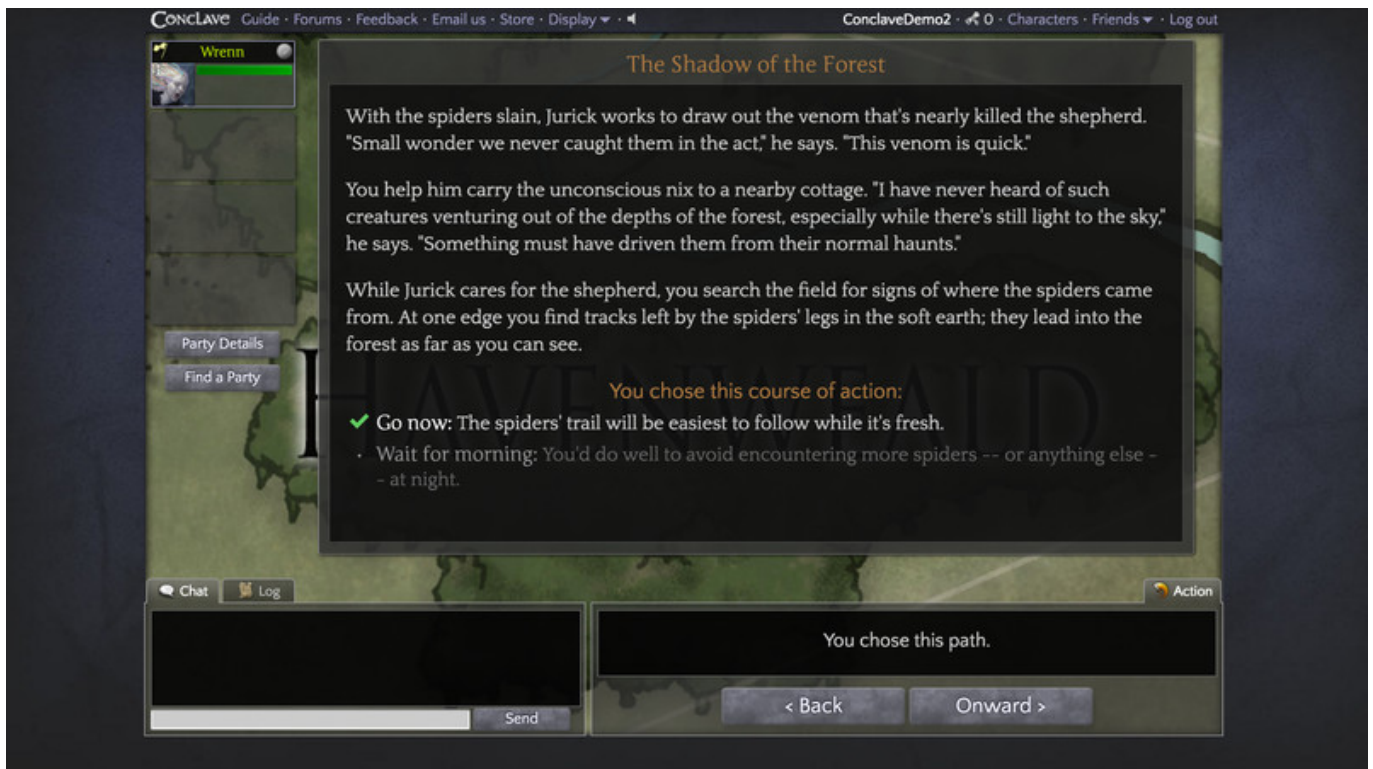 CONCLAVE Guide · Forums · Feedback · Email us · Store · Display ▾ ·
ConclaveDemo2 · 0 · Characters · Friends ▾ · Log out
Wrenn
The Shadow of the Forest
With the spiders slain, Jurick works to draw out the venom that's nearly killed the shepherd.
"Small wonder we never caught them in the act," he says. "This venom is quick."
You help him carry the unconscious nix to a nearby cottage. "I have never heard of such
creatures venturing out of the depths of the forest, especially while there's still light to the sky,"
he says. "Something must have driven them from their normal haunts."
While Jurick cares for the shepherd, you search the field for signs of where the spiders came
from. At one edge you find tracks left by the spiders' legs in the soft earth; they lead into the
forest as far as you can see.
Party Details
Find a Party
HAVENWEALD
You chose this course of action:
✔ Go now: The spiders' trail will be easiest to follow while it's fresh.
· Wait for morning: You'd do well to avoid encountering more spiders -- or anything else -
- at night.
Chat
Log
Action
You chose this path.
Send
< Back
Onward >